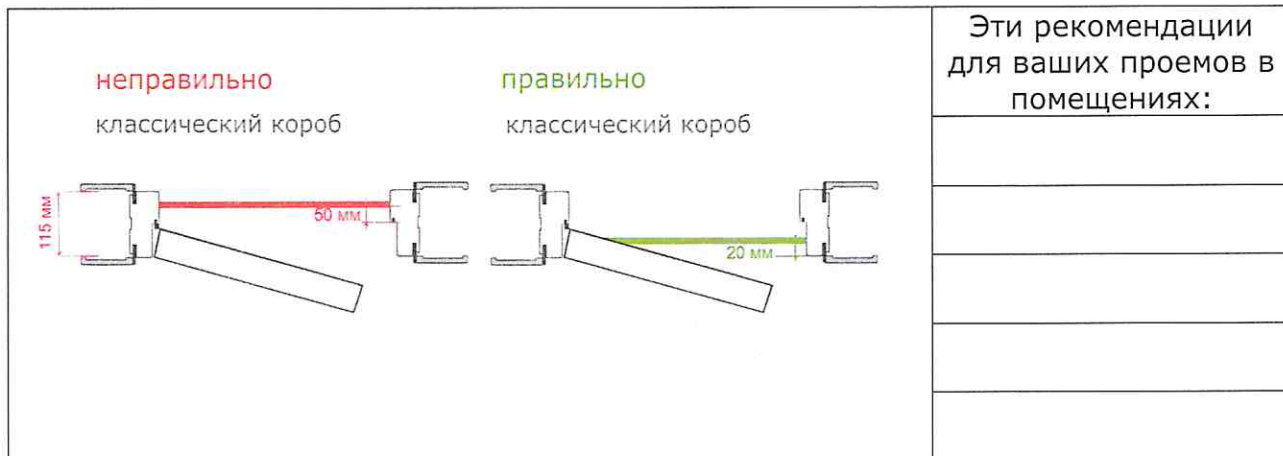 неправильно
классический короб
115 мм
50 мм
правильно
классический короб
20 мм
Эти рекомендации
для ваших проемов в
помещениях: